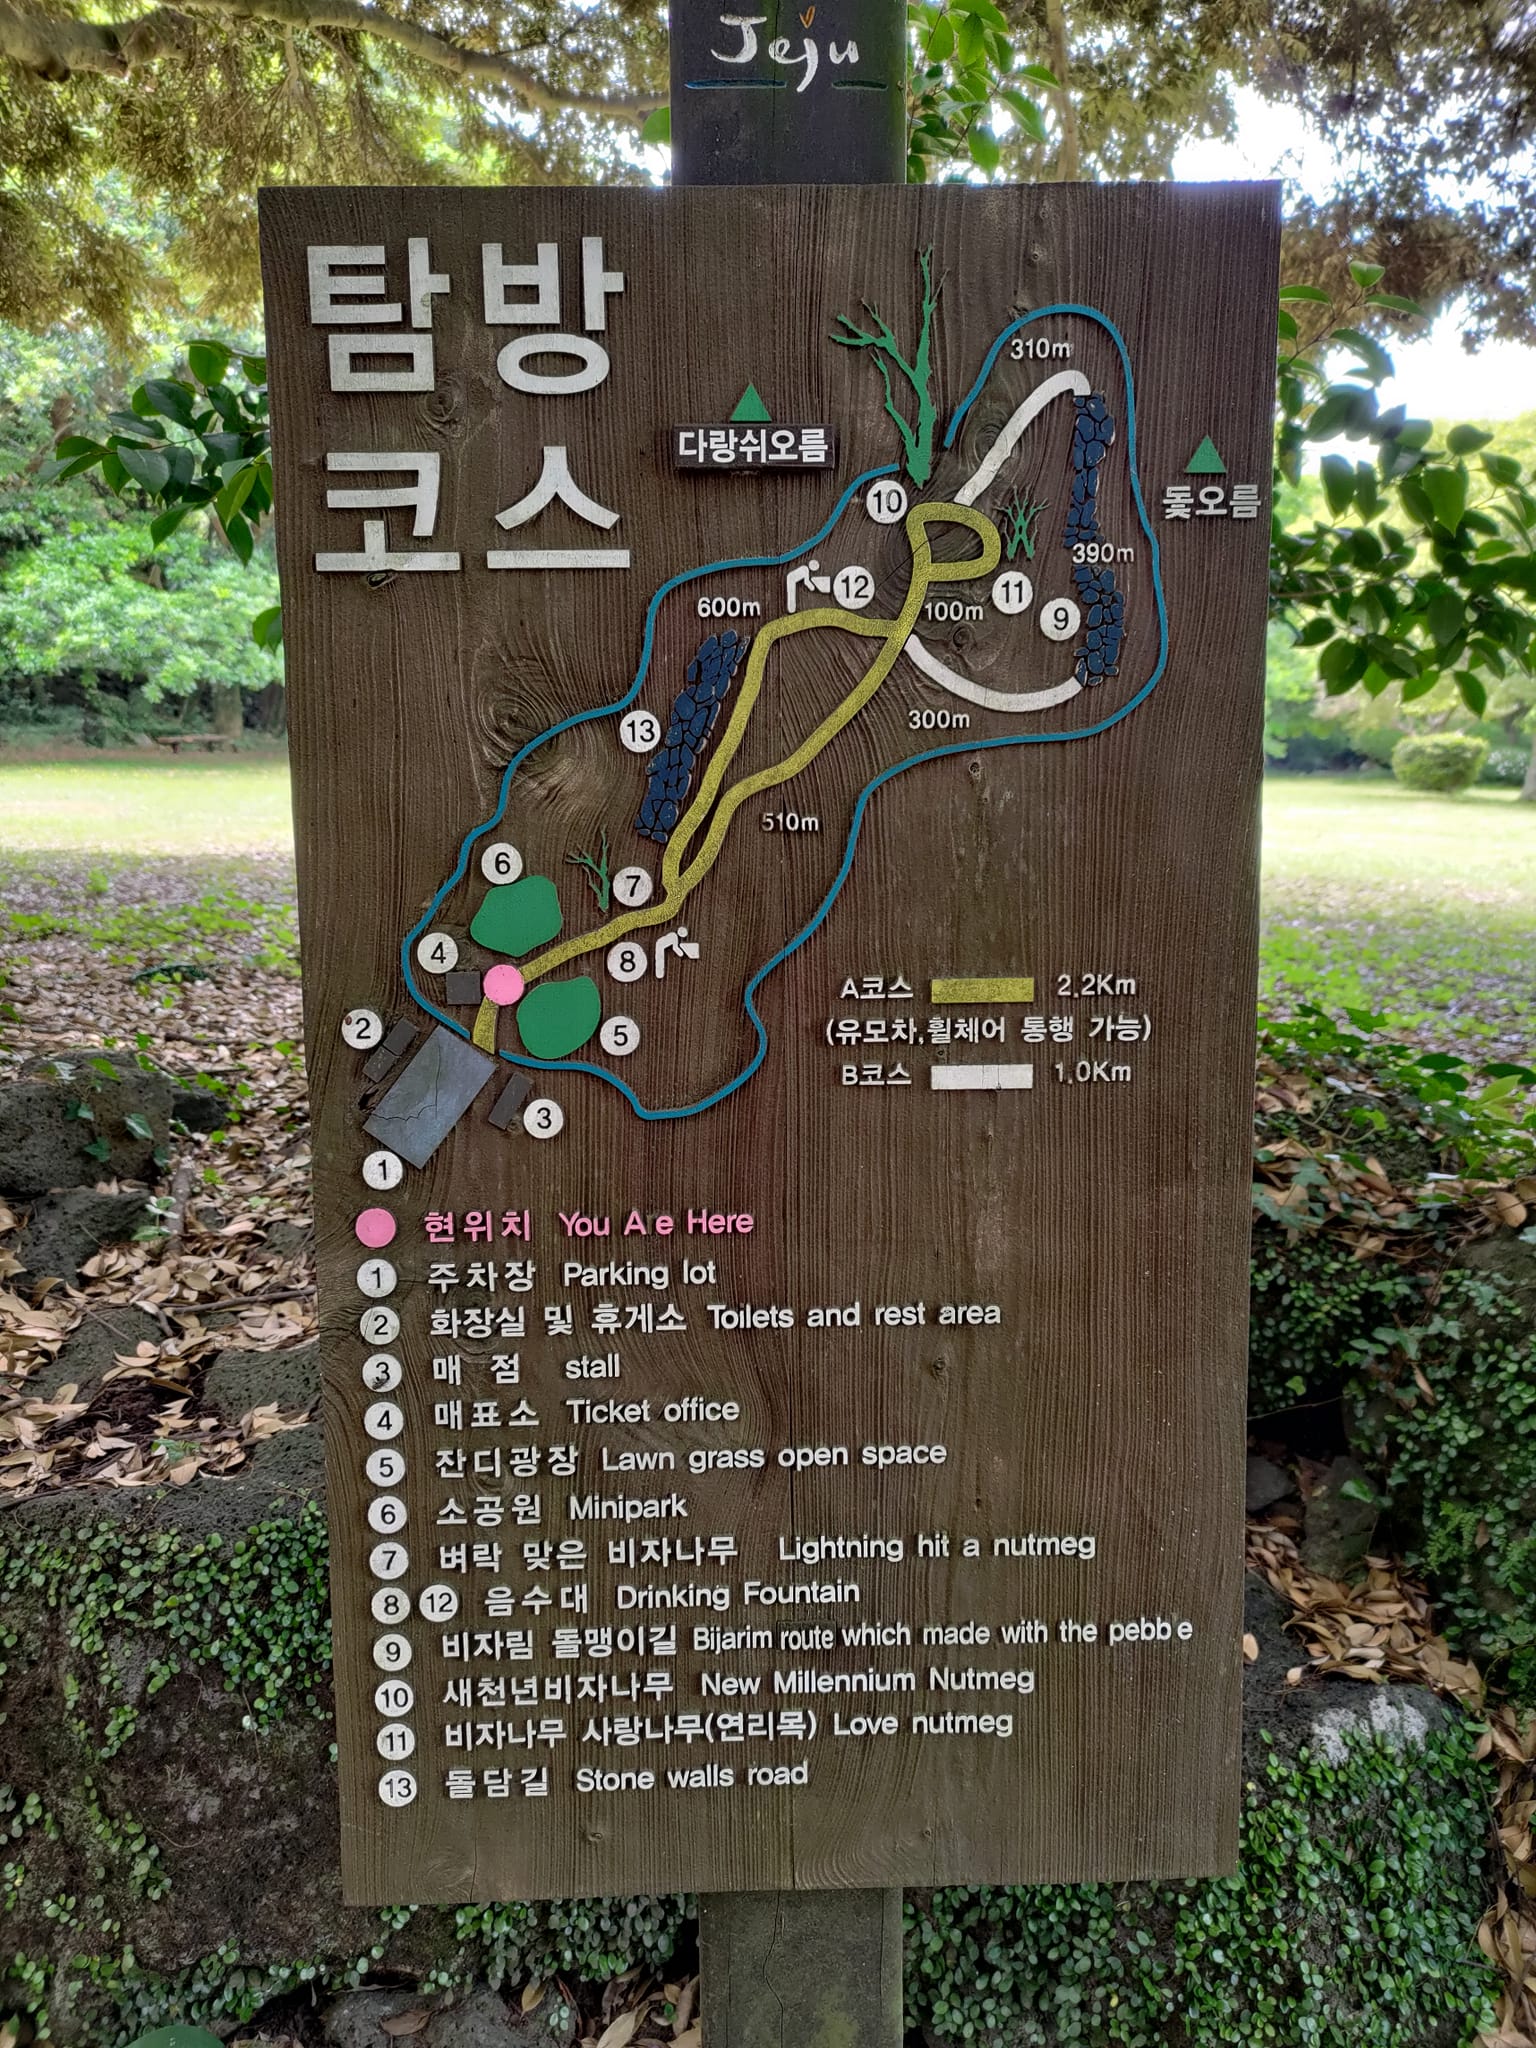 Jeju
탐방
코스
310m
다랑쉬오름
돛오름
10
390m
12
11
600m
100m
9
300m
13
510m
6
7
4
8
A코스 2.2Km
2
5
(유모차,휠체어 통행 가능)
B코스 1.0Km
3
1
현위치 You A e Here
1 주차장 Parking lot
2 화장실 및 휴게소 Toilets and rest area
3 매 점 stall
4 매표소 Ticket office
5 잔디광장 Lawn grass open space
6 소공원 Minipark
7 벼락 맞은 비자나무 Lightning hit a nutmeg
8 12 음수대 Drinking Fountain
9 비자림 돌맹이길 Bijarim route which made with the pebb e
10 새천년비자나무 New Millennium Nutmeg
11 비자나무 사랑나무(연리목) Love nutmeg
13 돌담길 Stone walls road